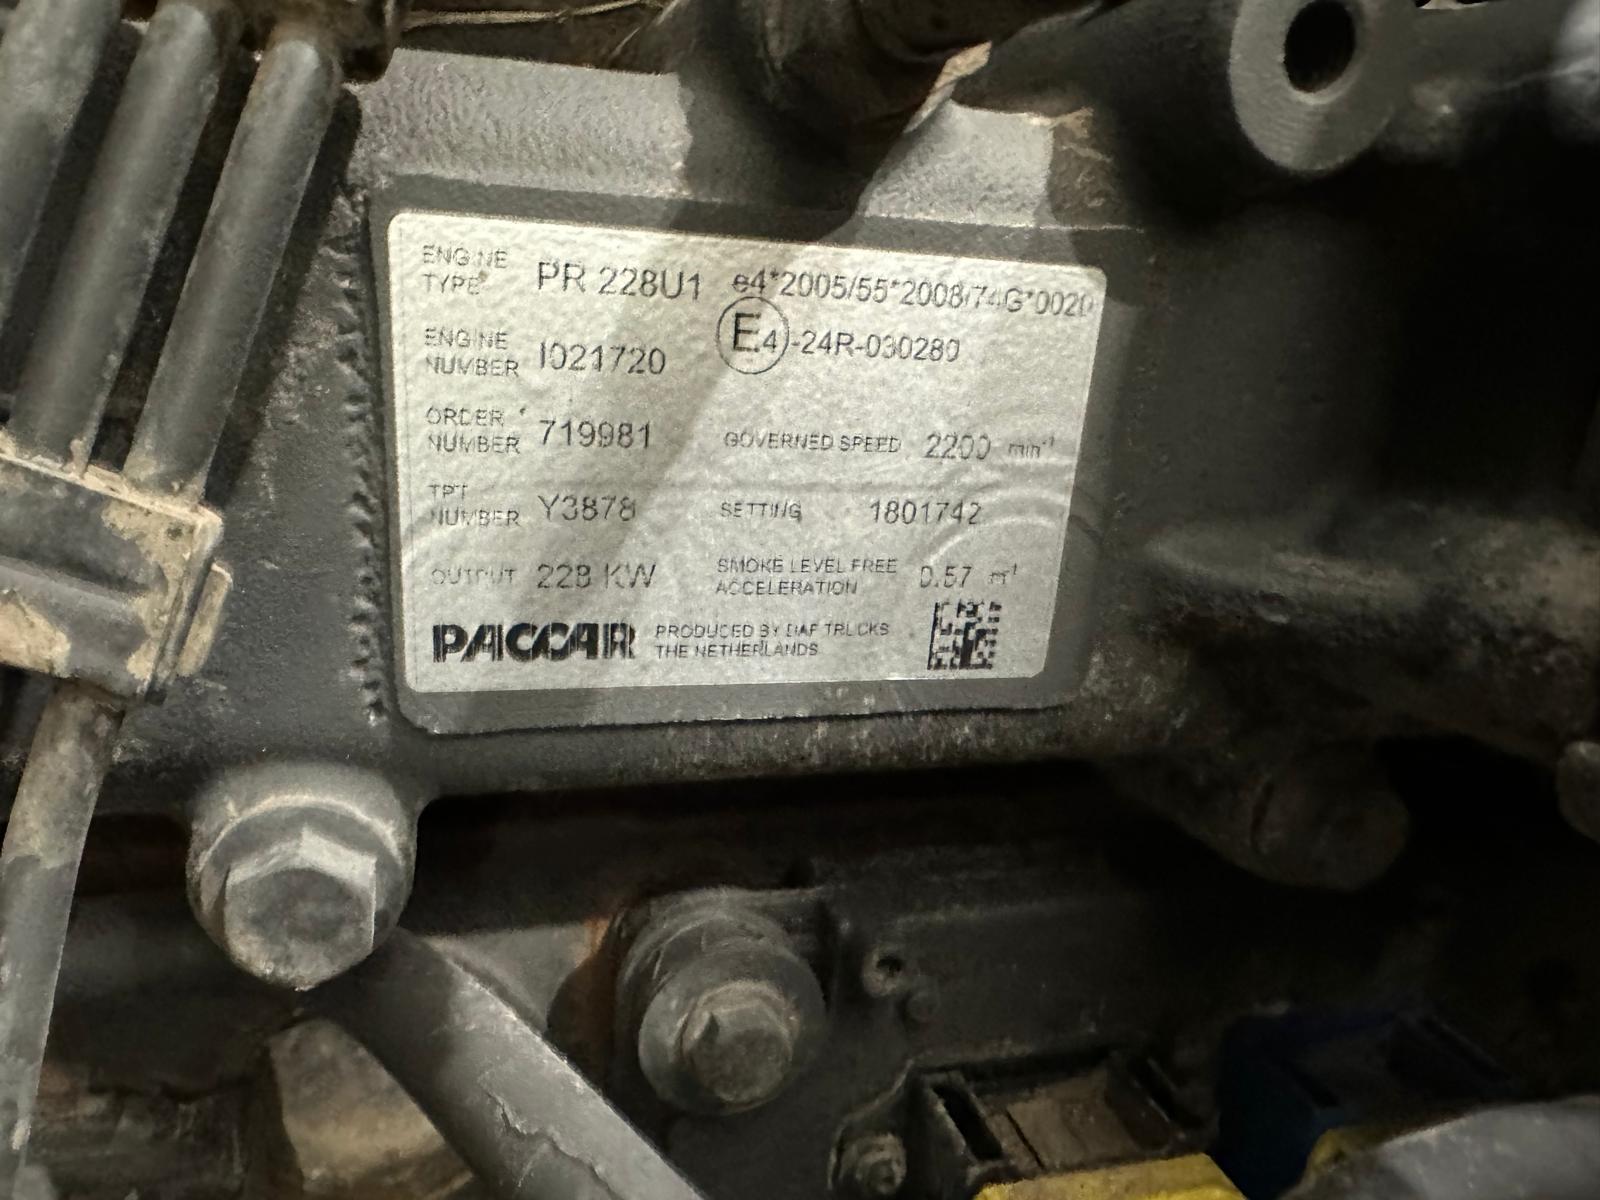 ENGINE TYPE PR 228U1 e4*2005/55*2008/74G*0020
ENGINE NUMBER I021720 E4-24R-030280
ORDER NUMBER 719981 GOVERNED SPEED 2200 min-1
TPT NUMBER Y3878 SETTING 1801742
OUTPUT 228 KW SMOKE LEVEL FREE ACCELERATION 0.57 m-1
PACCAR PRODUCED BY DAF TRUCKS
THE NETHERLANDS